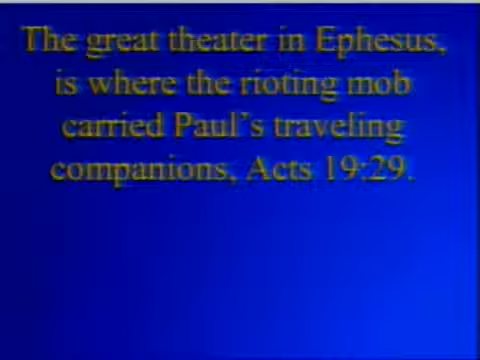 The great theater in Ephesus,
is where the rioting mob
carried Paul's traveling
companions, Acts 19:29.